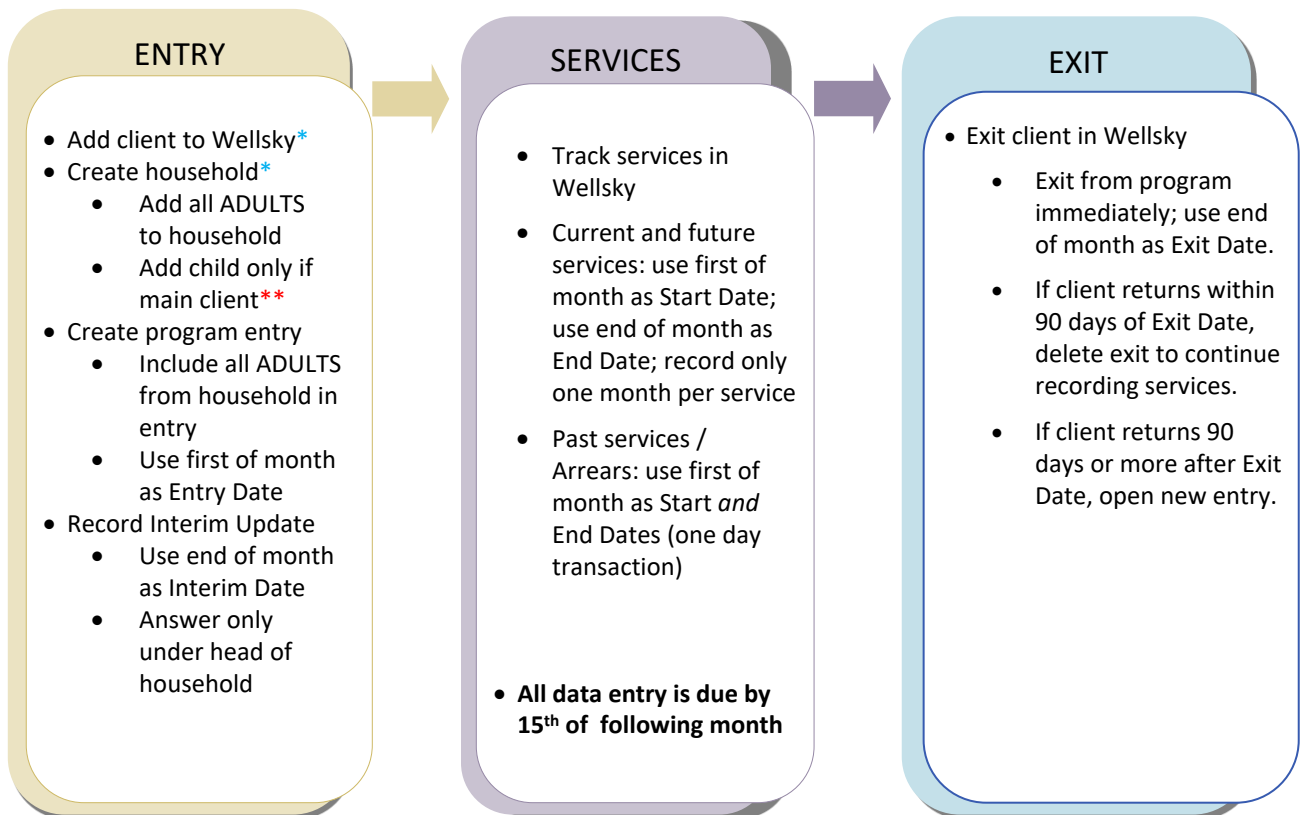 ENTRY
• Add client to Wellsky*
• Create household*
• Add all ADULTS
to household
• Add child only if
main client**
• Create program entry
• Include all ADULTS
from household in
entry
• Use first of month
as Entry Date
• Record Interim Update
• Use end of month
as Interim Date
• Answer only
under head of
household
SERVICES
• Track services in
Wellsky
• Current and future
services: use first of
month as Start Date;
use end of month as
End Date; record only
one month per service
• Past services /
Arrears: use first of
month as Start and
End Dates (one day
transaction)
• All data entry is due by
15th of following month
EXIT
• Exit client in Wellsky
• Exit from program
immediately; use end
of month as Exit Date.
• If client returns within
90 days of Exit Date,
delete exit to continue
recording services.
• If client returns 90
days or more after Exit
Date, open new entry.